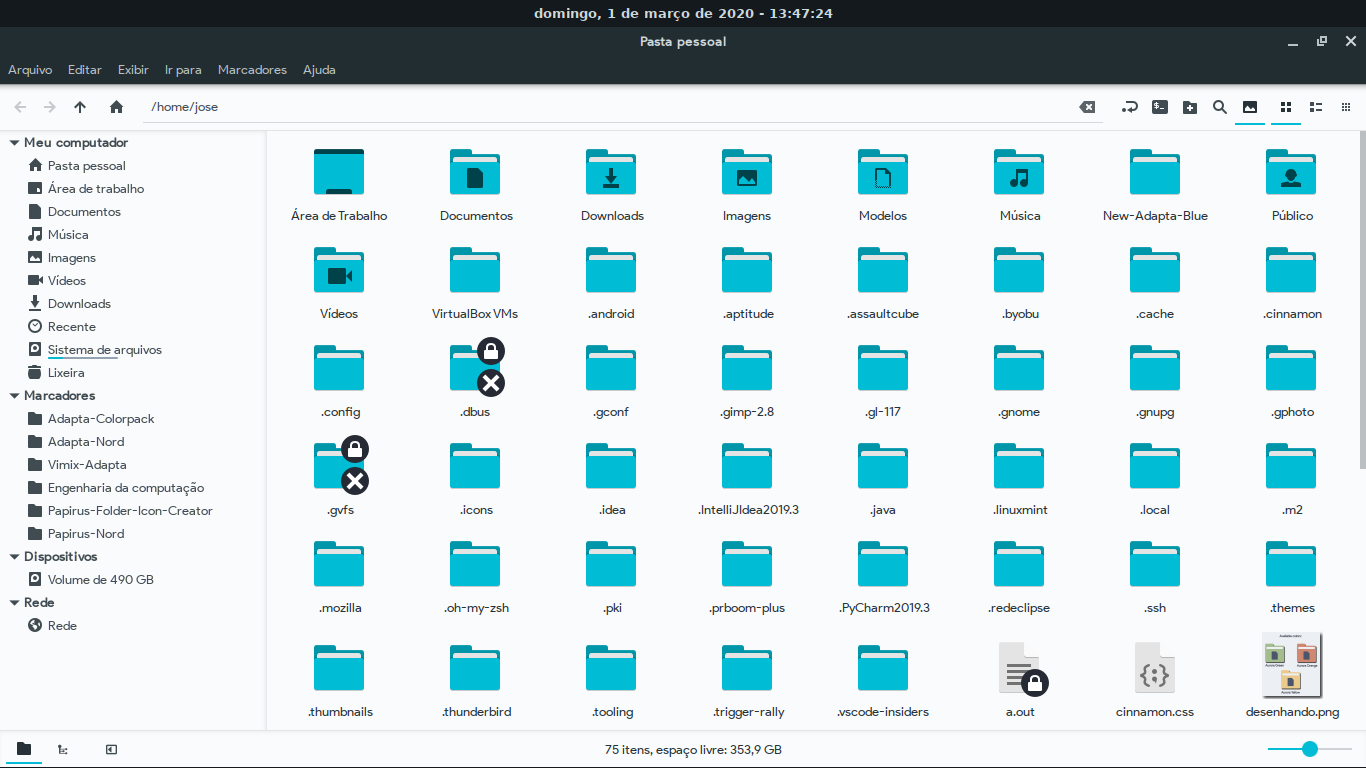 domingo, 1 de março de 2020 - 13:47:24
Pasta pessoal
Arquivo Editar Exibir Ir para Marcadores Ajuda
/home/jose
Meu computador
Pasta pessoal
Área de trabalho
Documentos
Música
Imagens
Vídeos
Downloads
Recente
Sistema de arquivos
Lixeira
Marcadores
Adapta-Colorpack
Adapta-Nord
Vimix-Adapta
Engenharia da computação
Papirus-Folder-Icon-Creator
Papirus-Nord
Dispositivos
Volume de 490 GB
Rede
Rede
Área de Trabalho Documentos Downloads Imagens Modelos Música New-Adapta-Blue Público
Vídeos VirtualBox VMs .android .aptitude .assaultcube .byobu .cache .cinnamon
.config .dbus .gconf .gimp-2.8 .gl-117 .gnome .gnupg .gphoto
.gvfs .icons .idea .IntelliJIdea2019.3 .java .linuxmint .local .m2
.mozilla .oh-my-zsh .pki .prboom-plus .PyCharm2019.3 .redeclipse .ssh .themes
.thumbnails .thunderbird .tooling .trigger-rally .vscode-insiders a.out cinnamon.css desenhando.png
75 itens, espaço livre: 353,9 GB